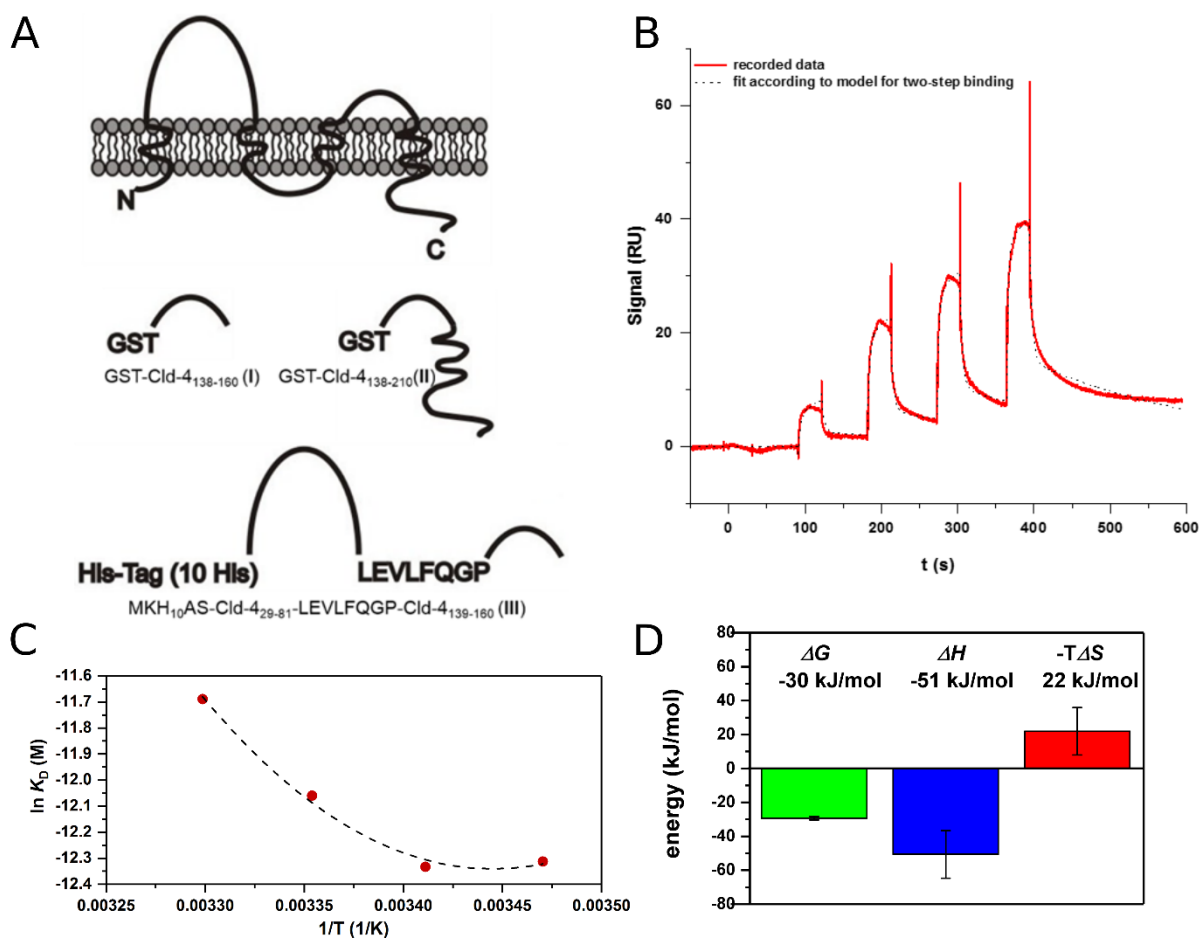 A
N
C
GST
GST-Cld-4138-160 (I)
GST
GST-Cld-4138-210(II)
His-Tag (10 His)
LEVLFQGP
MKH10AS-Cld-429-81-LEVLFQGP-Cld-4139-160 (III)
B
recorded data
fit according to model for two-step binding
60
40
20
0
Signal (RU)
0
100
200
300
400
500
600
t (s)
C
-11.6
-11.7
-11.8
-11.9
-12.0
-12.1
-12.2
-12.3
-12.4
ln KD (M)
0.00325
0.00330
0.00335
0.00340
0.00345
0.00350
1/T (1/K)
D
80
60
40
20
0
-20
-40
-60
-80
energy (kJ/mol)
ΔG
-30 kJ/mol
ΔH
-51 kJ/mol
-TΔS
22 kJ/mol